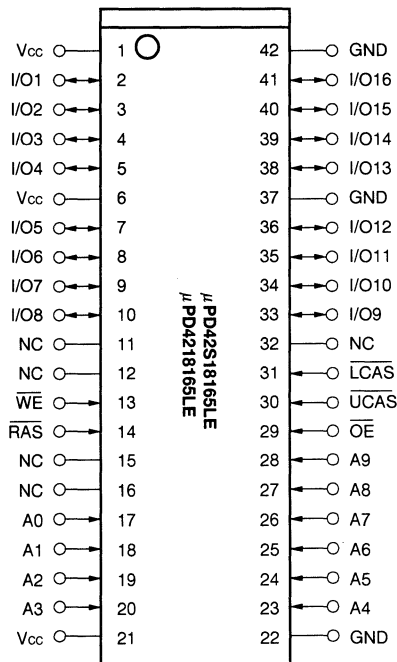 Vcc 1 42 GND
I/O1 2 41 I/O16
I/O2 3 40 I/O15
I/O3 4 39 I/O14
I/O4 5 38 I/O13
Vcc 6 37 GND
I/O5 7 36 I/O12
I/O6 8 35 I/O11
I/O7 9 34 I/O10
I/O8 10 33 I/O9
NC 11 32 NC
NC 12 31 LCAS
WE 13 30 UCAS
RAS 14 29 OE
NC 15 28 A9
NC 16 27 A8
A0 17 26 A7
A1 18 25 A6
A2 19 24 A5
A3 20 23 A4
Vcc 21 22 GND
μPD42S18165LE
μPD4218165LE